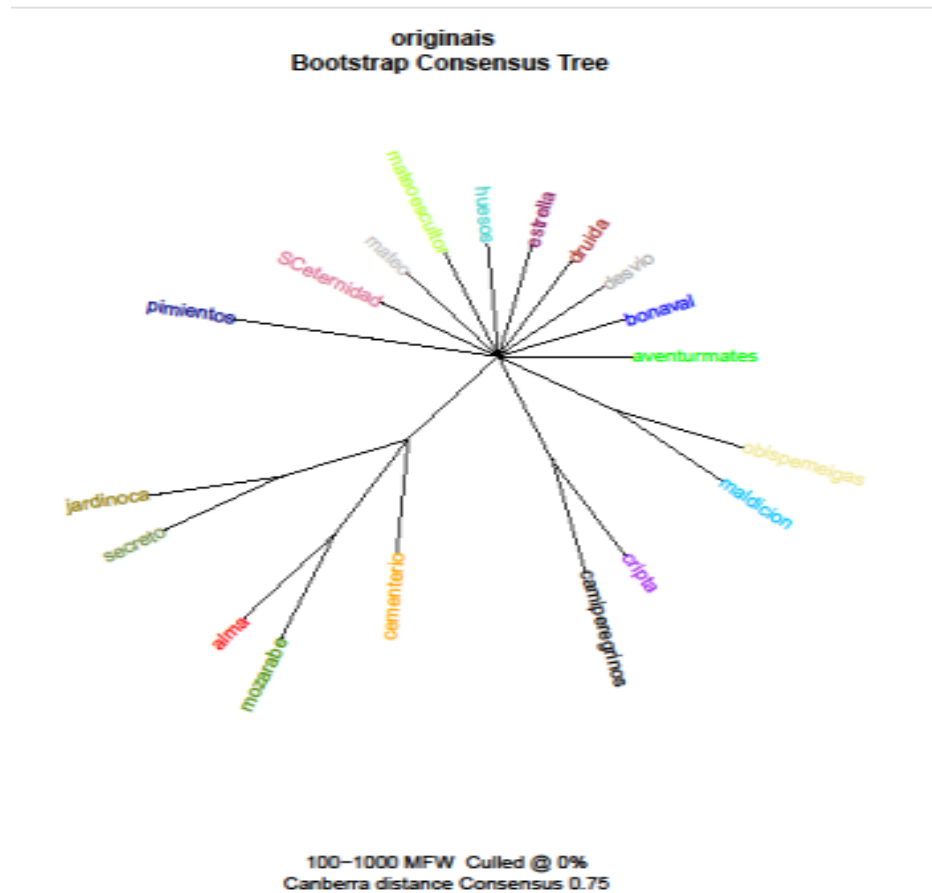 originais
Bootstrap Consensus Tree
mateoescultor
huesos
estrella
druida
mateo
desvio
SCeternidad
pimientos
bonaval
aventurmates
obispemeigas
maldicion
jardinoca
secreto
cripta
cementerio
camiperegrinos
alma
mozarabe
100−1000 MFW Culled @ 0%
Canberra distance Consensus 0.75